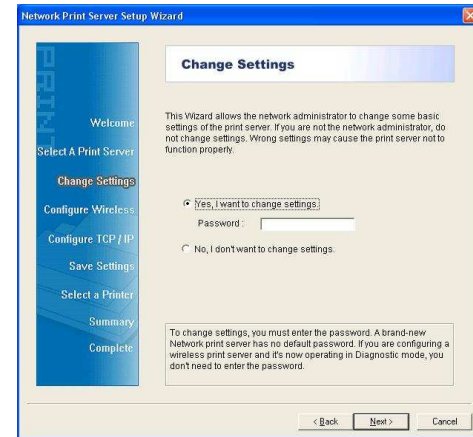 Network Print Server Setup Wizard
PRINT
Change Settings
Welcome
Select A Print Server
Change Settings
Configure Wireless
Configure TCP / IP
Save Settings
Select a Printer
Summary
Complete
This Wizard allows the network administrator to change some basic
settings of the print server. If you are not the network administrator, do
not change settings. Wrong settings may cause the print server not to
function properly.
Yes, I want to change settings.
Password :
No, I don't want to change settings.
To change settings, you must enter the password. A brand-new
Network print server has no default password. If you are configuring a
wireless print server and it's now operating in Diagnostic mode, you
don't need to enter the password.
< Back
Next >
Cancel